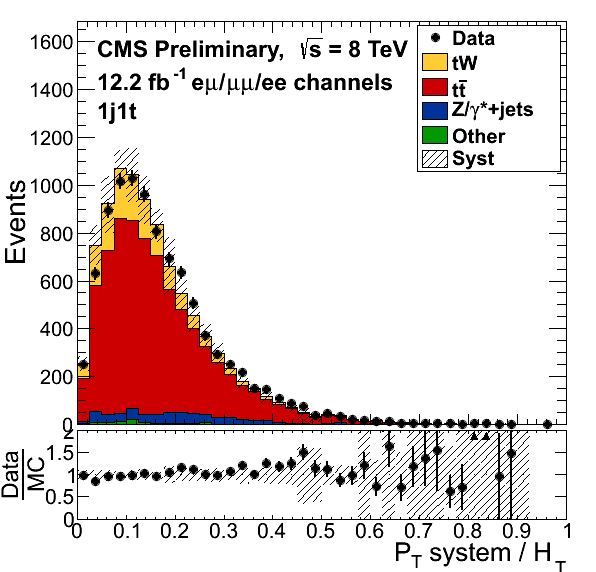 CMS Preliminary, √s = 8 TeV
12.2 fb⁻¹ eμ/μμ/ee channels
1j1t
Data
tW
tt̄
Z/γ*+jets
Other
Syst
Events
1600
1400
1200
1000
800
600
400
200
0
Data/MC
2
1.5
1
0.5
0
0 0.1 0.2 0.3 0.4 0.5 0.6 0.7 0.8 0.9 1
P_T system / H_T